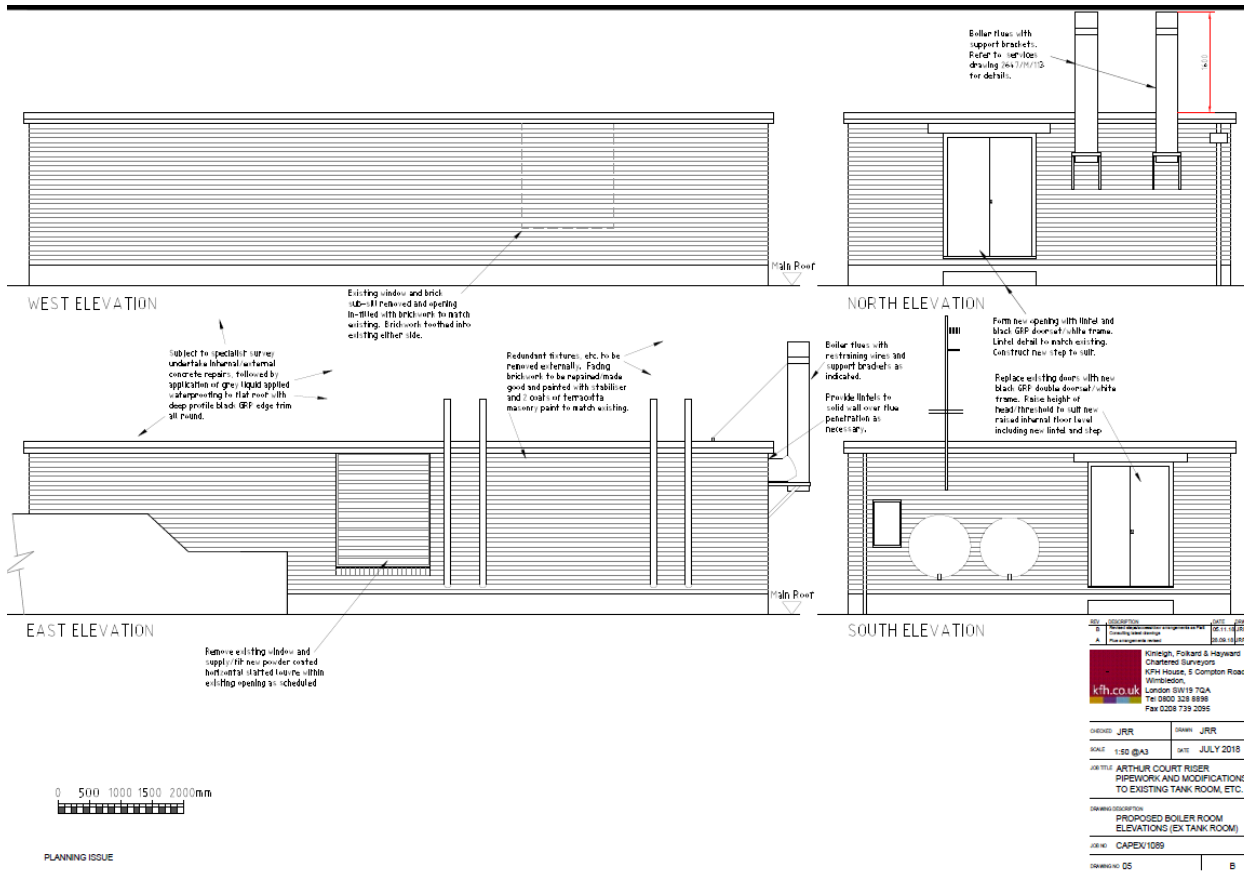 Boiler flues with
support brackets.
Refer to services
drawing 2647/M/113
for details.
1600
Main Roof
WEST ELEVATION
NORTH ELEVATION
Existing window and brick
sub-sill removed and opening
in-filled with brickwork to match
existing. Brickwork toothed into
existing either side.
Form new opening with lintel and
black GRP doorset/white frame.
Lintel detail to match existing.
Construct new step to suit.
Subject to specialist survey
undertake internal/external
concrete repairs, followed by
application of grey liquid applied
waterproofing to flat roof with
deep profile black GRP edge trim
all round.
Redundant fixtures, etc. to be
removed externally. Facing
brickwork to be repaired/made
good and painted with stabiliser
and 2 coats of terracotta
masonry paint to match existing.
Boiler flues with
restraining wires and
support brackets as
indicated.
Provide lintels to
solid wall over flue
penetration as
necessary.
Replace existing doors with new
black GRP double doorset/white
frame. Raise height of
head/threshold to suit new
raised internal floor level
including new lintel and step
Main Roof
EAST ELEVATION
SOUTH ELEVATION
Remove existing window and
supply/fit new powder coated
horizontal slatted louvre within
existing opening as scheduled
REV DESCRIPTION DATE
B
Consulting latest drawings
A Flue arrangements revised
kfh.co.uk
Kinleigh, Folkard & Hayward
Chartered Surveyors
KFH House, 5 Compton Road
Wimbledon,
London SW19 7QA
Tel 0800 328 8898
Fax 0208 739 2095
CHECKED JRR DRAWN JRR
SCALE 1:50 @A3 DATE JULY 2018
JOB TITLE ARTHUR COURT RISER
PIPEWORK AND MODIFICATIONS
TO EXISTING TANK ROOM, ETC.
DRAWING DESCRIPTION
PROPOSED BOILER ROOM
ELEVATIONS (EX TANK ROOM)
JOB NO CAPEX/1089
DRAWING NO 05 B
0 500 1000 1500 2000mm
PLANNING ISSUE